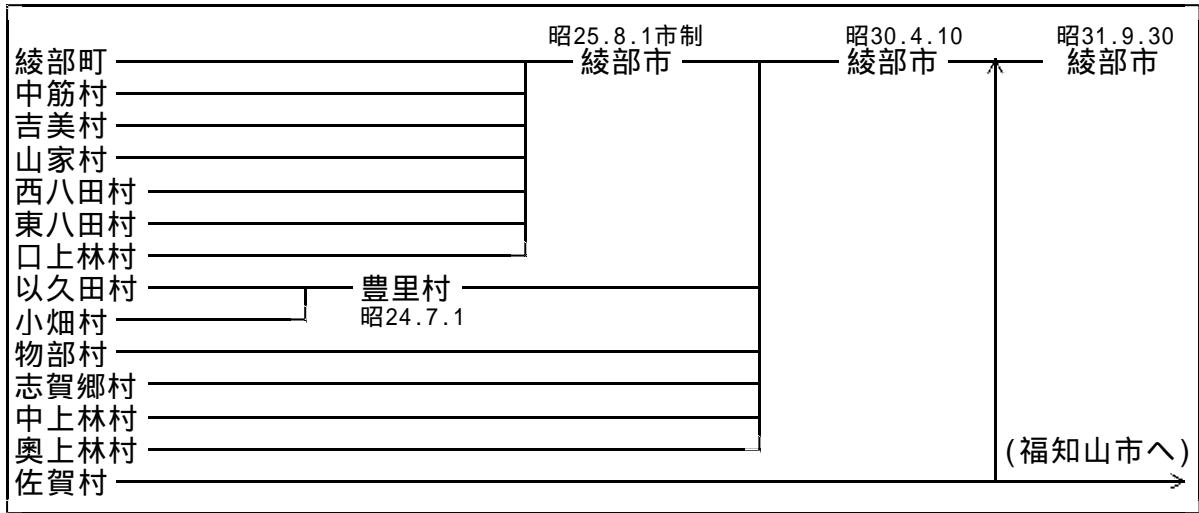 昭25.8.1市制 昭30.4.10 昭31.9.30
綾部町 綾部市 綾部市 綾部市
中筋村
吉美村
山家村
西八田村
東八田村
口上林村
以久田村 豊里村
小畑村 昭24.7.1
物部村
志賀郷村
中上林村
奥上林村 (福知山市へ)
佐賀村